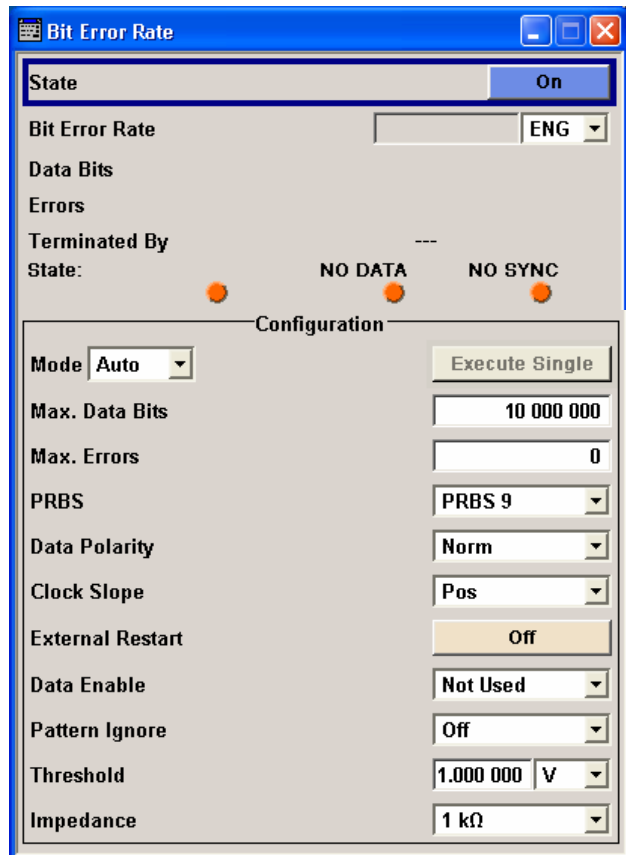 Bit Error Rate
State On
Bit Error Rate ENG
Data Bits
Errors
Terminated By ---
State: NO DATA NO SYNC
Configuration
Mode Auto Execute Single
Max. Data Bits 10 000 000
Max. Errors 0
PRBS PRBS 9
Data Polarity Norm
Clock Slope Pos
External Restart Off
Data Enable Not Used
Pattern Ignore Off
Threshold 1.000 000 V
Impedance 1 kΩ